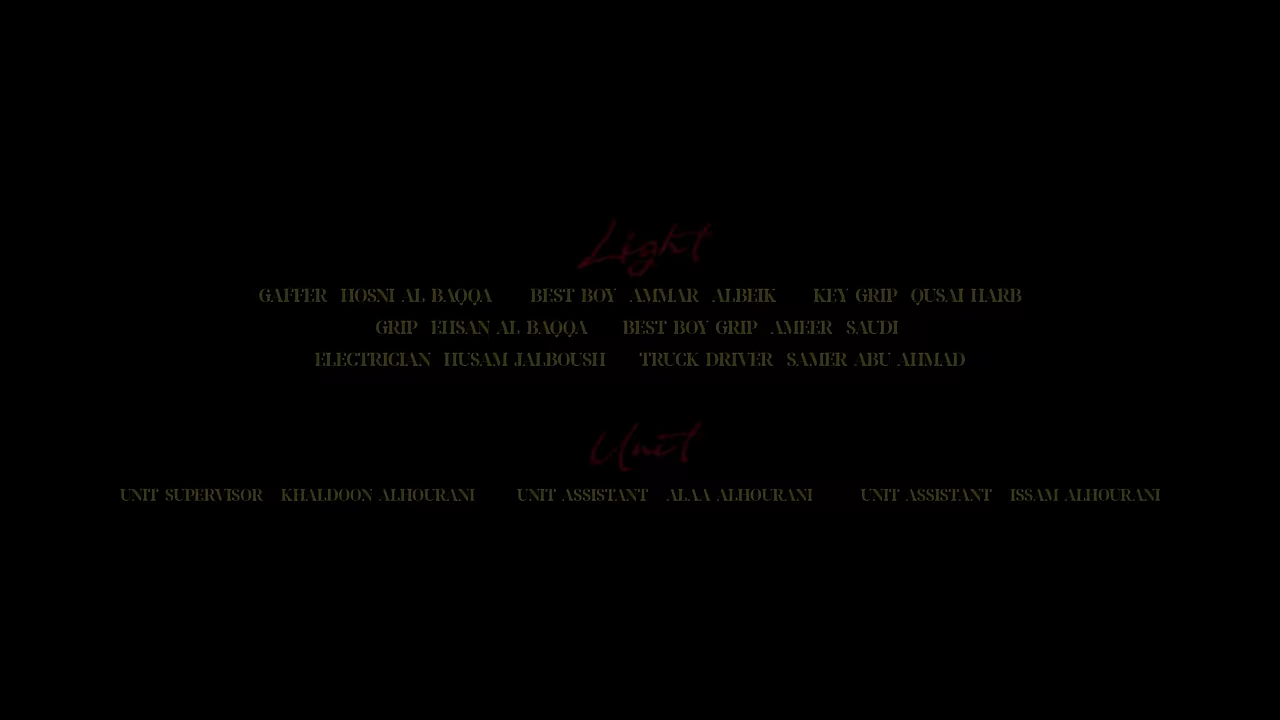 Light
GAFFER HOSNI AL BAQQA BEST BOY AMMAR ALBEIK KEY GRIP QUSAI HARB
GRIP EHSAN AL BAQQA BEST BOY GRIP AMEER SAUDI
ELECTRICIAN HUSAM JALBOUSH TRUCK DRIVER SAMER ABU AHMAD
Unit
UNIT SUPERVISOR KHALDOON ALHOURANI UNIT ASSISTANT ALAA ALHOURANI UNIT ASSISTANT ISSAM ALHOURANI